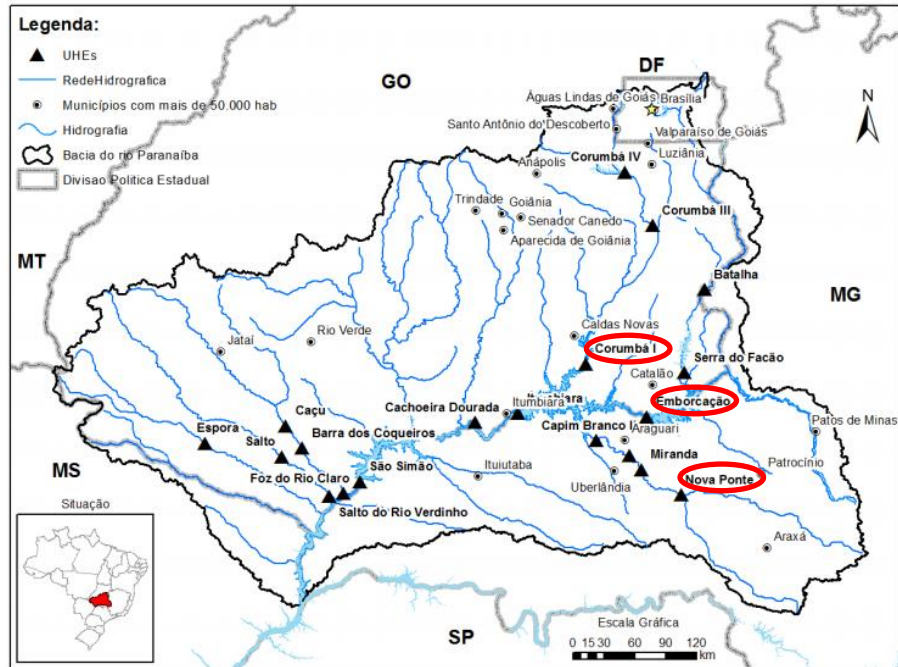 Legenda:
UHEs
RedeHidrografica
Municípios com mais de 50.000 hab
Hidrografia
Bacia do rio Paranaíba
Divisao Politica Estadual
GO
DF
N
Águas Lindas de Goiás
Brasília
Santo Antônio do Descoberto
Valparaíso de Goiás
Corumbá IV
Luziânia
Anápolis
Trindade
Goiânia
Senador Canedo
Aparecida de Goiânia
Corumbá III
MT
Batalha
MG
Caldas Novas
Rio Verde
Jataí
Corumbá I
Serra do Facão
Catalão
Emborcação
Itumbiara
Cachoeira Dourada
Itumbiara
Caçu
Capim Branco I
Patos de Minas
Espora
Salto
Barra dos Coqueiros
Araguari
Miranda
MS
São Simão
Ituiutaba
Patrocínio
Foz do Rio Claro
Uberlândia
Nova Ponte
Salto do Rio Verdinho
Situação
Araxá
SP
Escala Gráfica
0 15 30 60 90 120
km